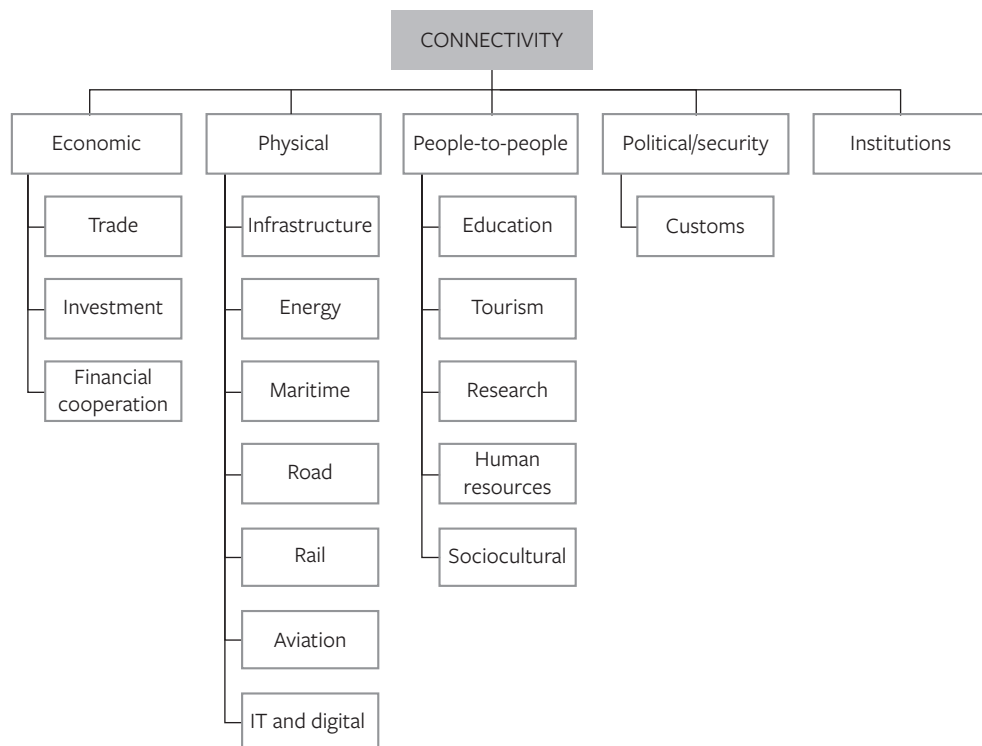 CONNECTIVITY
Economic
Physical
People-to-people
Political/security
Institutions
Trade
Investment
Financial
cooperation
Infrastructure
Energy
Maritime
Road
Rail
Aviation
IT and digital
Education
Tourism
Research
Human
resources
Sociocultural
Customs